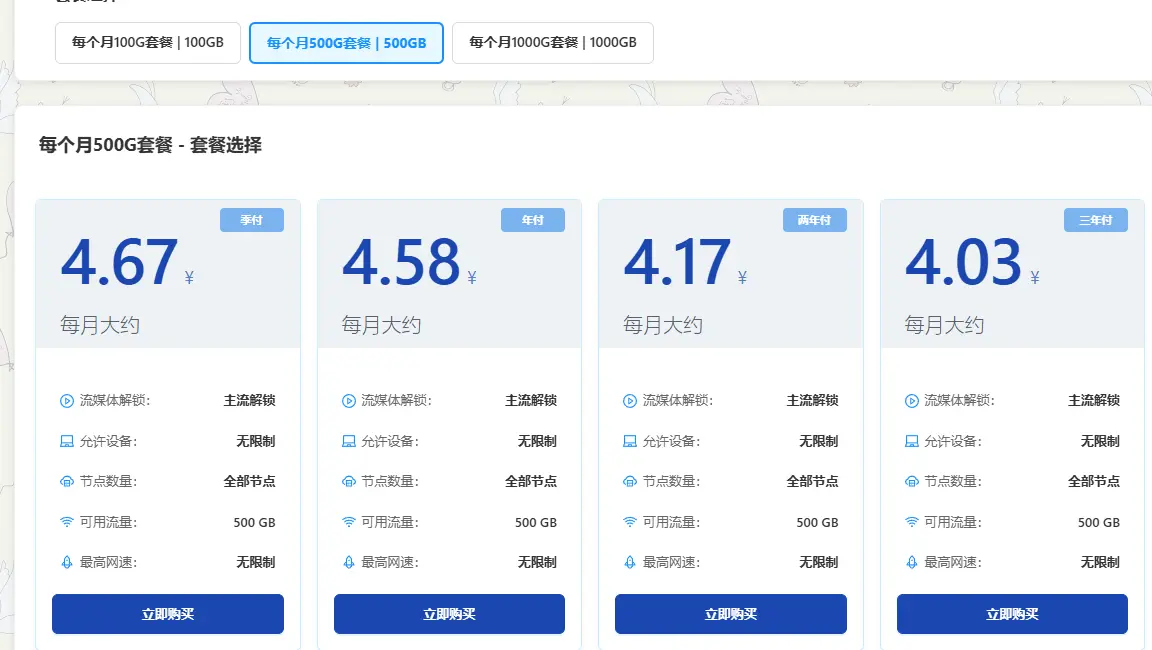 每个月100G套餐 | 100GB
每个月500G套餐 | 500GB
每个月1000G套餐 | 1000GB
每个月500G套餐 - 套餐选择
季付
4.67 ¥
每月大约
流媒体解锁: 主流解锁
允许设备: 无限制
节点数量: 全部节点
可用流量: 500 GB
最高网速: 无限制
立即购买
年付
4.58 ¥
每月大约
流媒体解锁: 主流解锁
允许设备: 无限制
节点数量: 全部节点
可用流量: 500 GB
最高网速: 无限制
立即购买
两年付
4.17 ¥
每月大约
流媒体解锁: 主流解锁
允许设备: 无限制
节点数量: 全部节点
可用流量: 500 GB
最高网速: 无限制
立即购买
三年付
4.03 ¥
每月大约
流媒体解锁: 主流解锁
允许设备: 无限制
节点数量: 全部节点
可用流量: 500 GB
最高网速: 无限制
立即购买